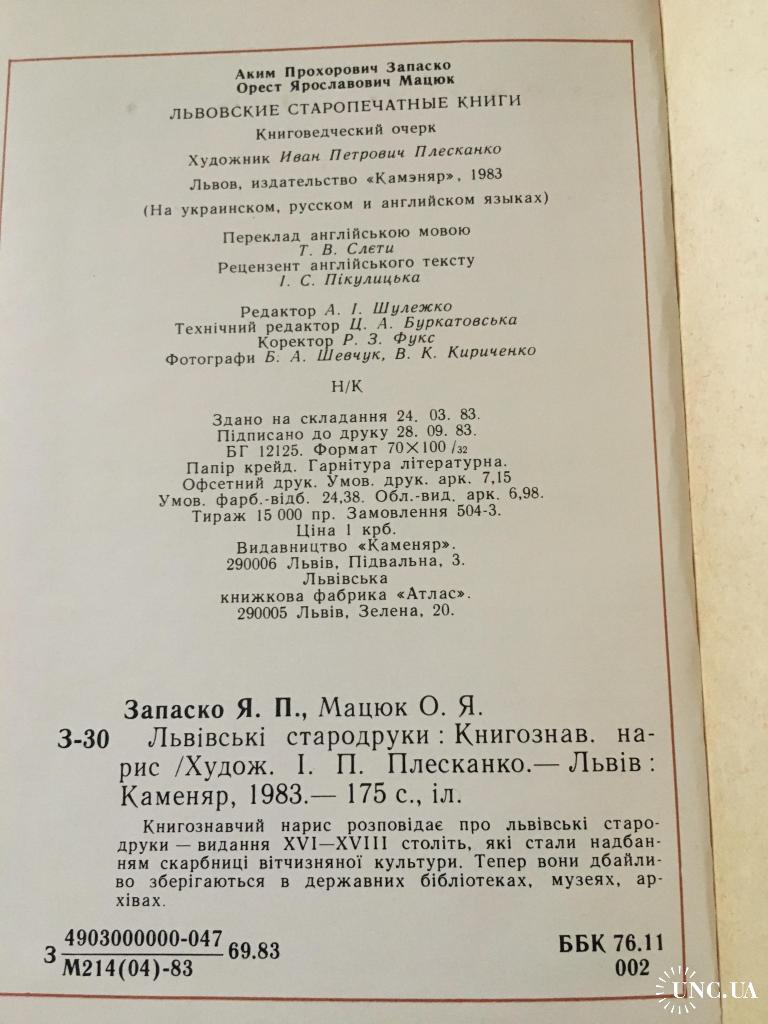 Аким Прохорович Запаско
Орест Ярославович Мацюк
ЛЬВОВСКИЕ СТАРОПЕЧАТНЫЕ КНИГИ
Книговедческий очерк
Художник Иван Петрович Плесканко
Львов, издательство «Камэняр», 1983
(На украинском, русском и английском языках)
Переклад англійською мовою
Т. В. Слєти
Рецензент англійського тексту
І. С. Пікулицька
Редактор А. І. Шулежко
Технічний редактор Ц. А. Буркатовська
Коректор Р. З. Фукс
Фотографи Б. А. Шевчук, В. К. Кириченко
Н/К
Здано на складання 24. 03. 83.
Підписано до друку 28. 09. 83.
БГ 12125. Формат 70×100 /32
Папір крейд. Гарнітура літературна.
Офсетний друк. Умов. друк. арк. 7,15
Умов. фарб.-відб. 24,38. Обл.-вид. арк. 6,98.
Тираж 15 000 пр. Замовлення 504-3.
Ціна 1 крб.
Видавництво «Каменяр».
290006 Львів, Підвальна, 3.
Львівська
книжкова фабрика «Атлас».
290005 Львів, Зелена, 20.
Запаско Я. П., Мацюк О. Я.
З-30 Львівські стародруки : Книгознав. на-
рис /Худож. І. П. Плесканко.— Львів :
Каменяр, 1983.— 175 с., іл.
Книгознавчий нарис розповідає про львівські старо-
друки — видання XVI—XVIII століть, які стали надбан-
ням скарбниці вітчизняної культури. Тепер вони дбайли-
во зберігаються в державних бібліотеках, музеях, ар-
хівах.
З 4903000000-047 69.83
М214(04)-83
ББК 76.11
002
UNC.UA